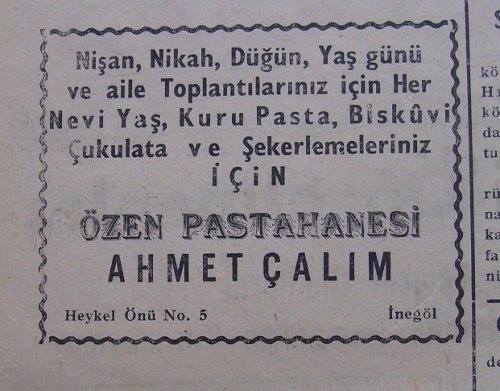 Nişan, Nikah, Düğün, Yaş günü
ve aile Toplantılarınız için Her
Nevi Yaş, Kuru Pasta, Bisküvi
Çukulata ve Şekerlemeleriniz
İÇİN
ÖZEN PASTAHANESİ
AHMET ÇALIM
Heykel Önü No. 5
İnegöl